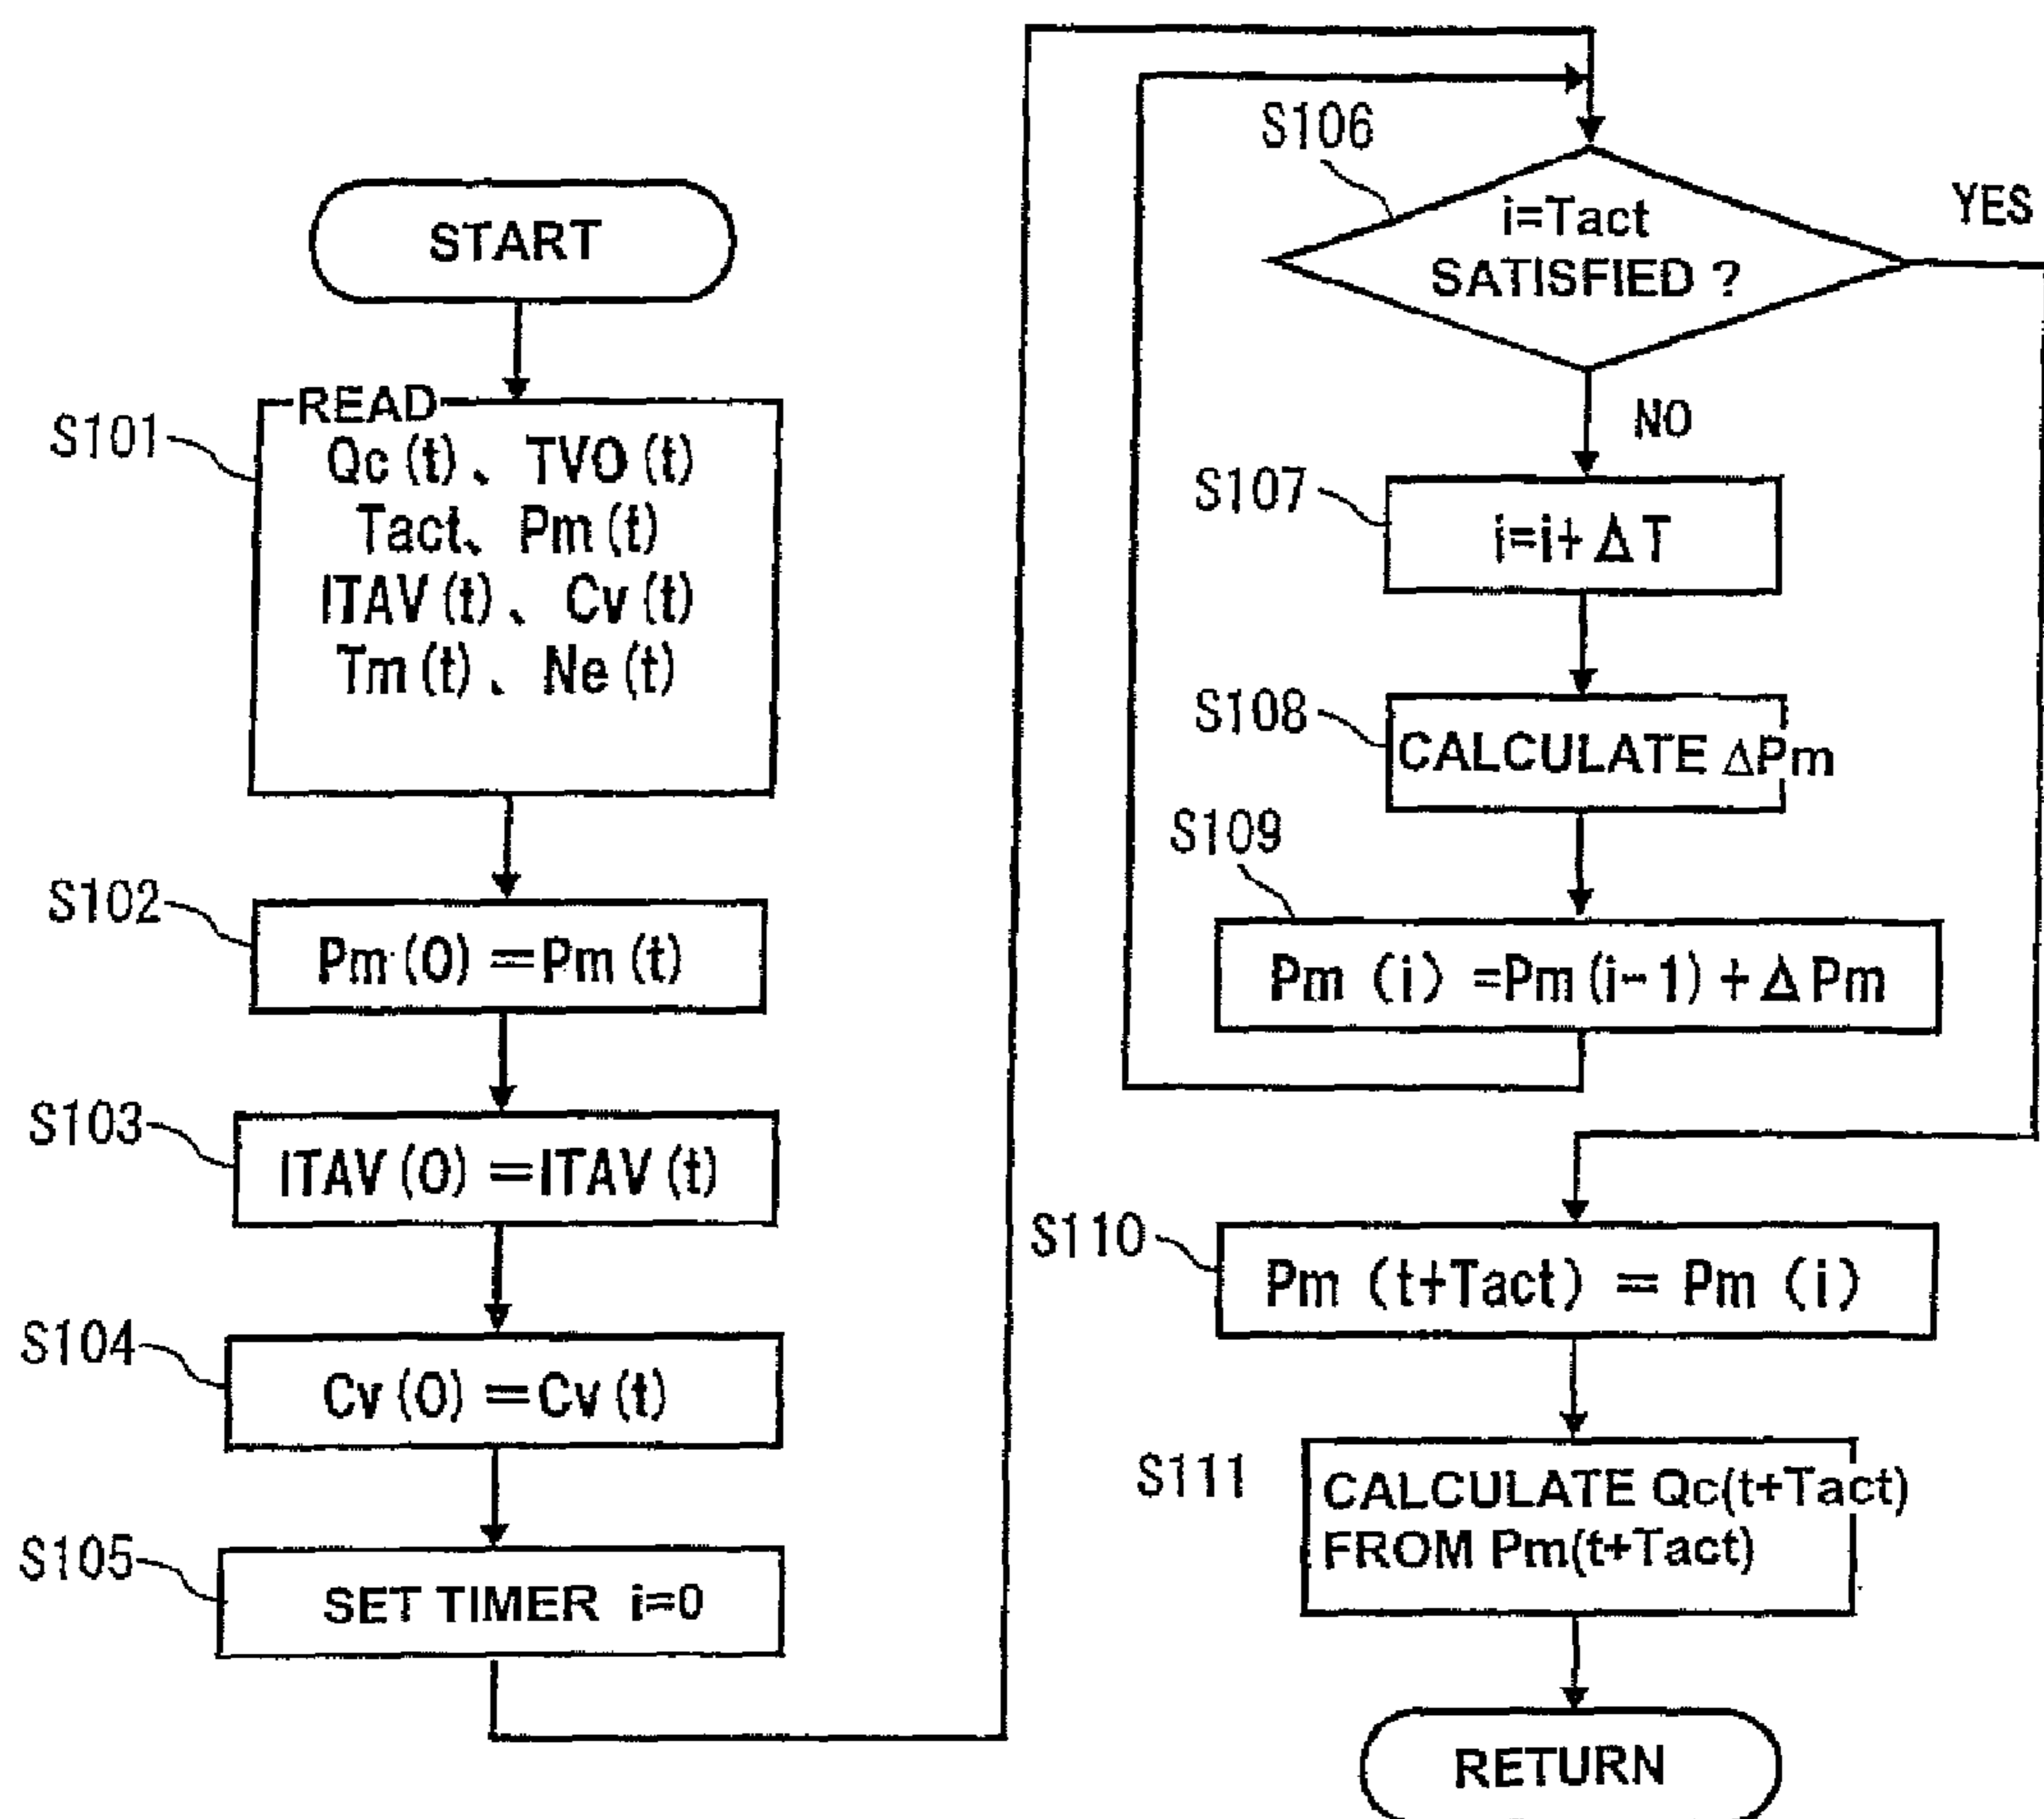 START
S101
READ
Qc(t)、TVO(t)
Tact、Pm(t)
ITAV(t)、Cv(t)
Tm(t)、Ne(t)
S102
Pm(0)=Pm(t)
S103
ITAV(0)=ITAV(t)
S104
Cv(0)=Cv(t)
S105
SET TIMER i=0
S106
i=Tact
SATISFIED ?
YES
NO
S107
i=i+ΔT
S108
CALCULATE ΔPm
S109
Pm (i) =Pm(i-1)+ΔPm
S110
Pm (t+Tact) = Pm (i)
S111
CALCULATE Qc(t+Tact)
FROM Pm(t+Tact)
RETURN